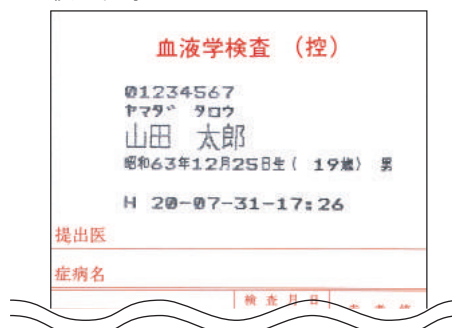 血液学検査 (控)
01234567
ﾔﾏﾀﾞ ﾀﾛｳ
山田 太郎
昭和63年12月25日生( 19歳) 男
H 20-07-31-17:26
提出医
症病名
検査月日